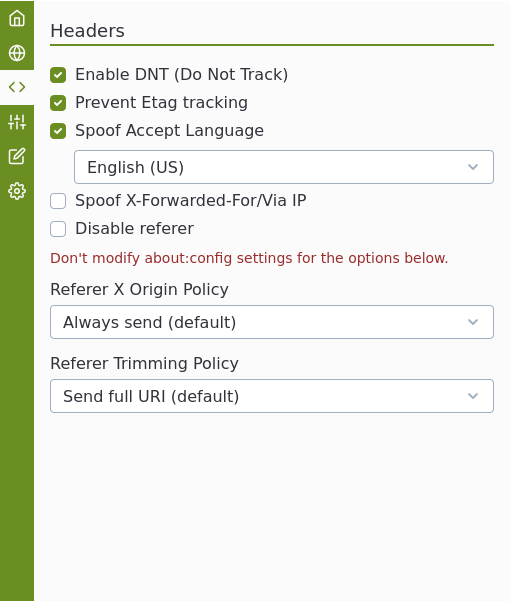 Headers
Enable DNT (Do Not Track)
Prevent Etag tracking
Spoof Accept Language
English (US)
Spoof X-Forwarded-For/Via IP
Disable referer
Don't modify about:config settings for the options below.
Referer X Origin Policy
Always send (default)
Referer Trimming Policy
Send full URI (default)